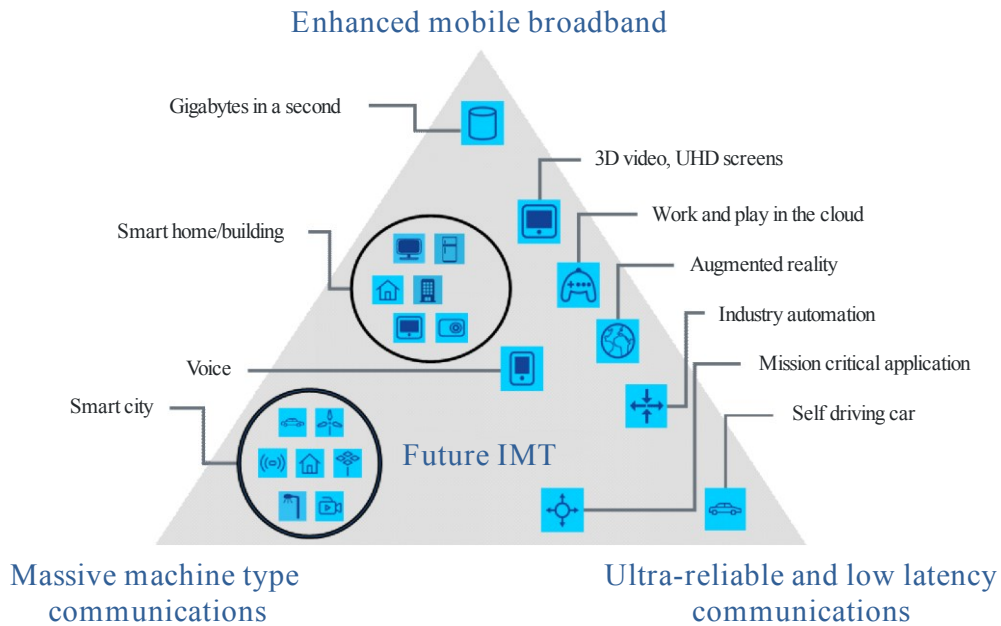 Enhanced mobile broadband
Gigabytes in a second
3D video, UHD screens
Work and play in the cloud
Smart home/building
Augmented reality
Industry automation
Mission critical application
Voice
Smart city
Self driving car
Future IMT
Massive machine type
communications
Ultra-reliable and low latency
communications